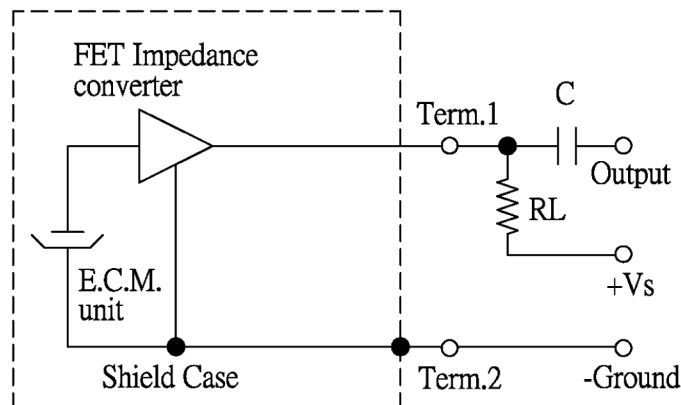 FET Impedance
converter
Term.1
C
Output
RL
+Vs
E.C.M.
unit
Shield Case
Term.2
-Ground